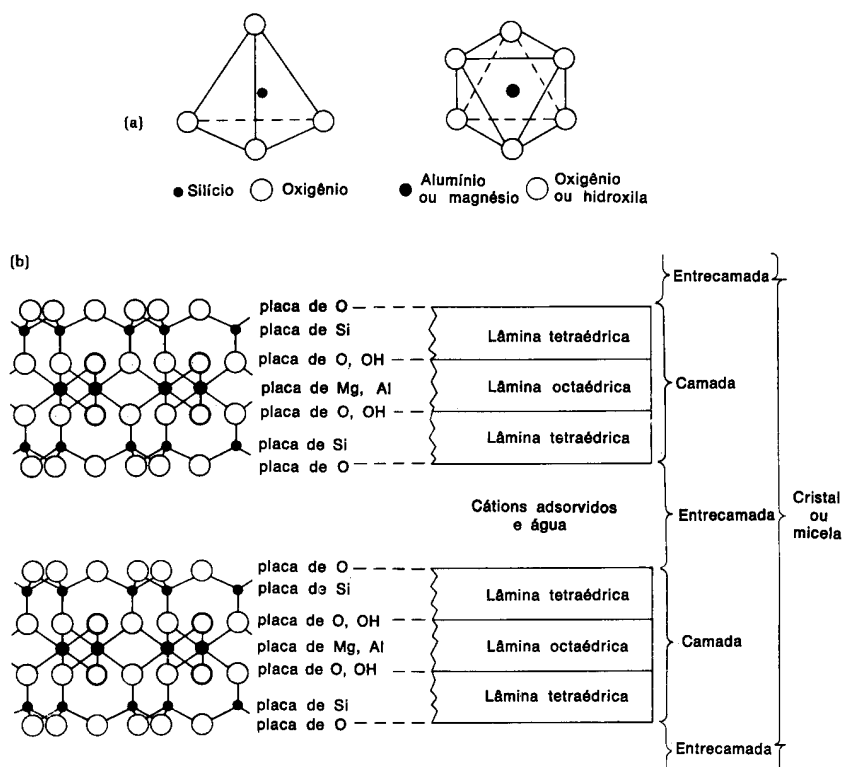 (a)
Silício
Oxigênio
Alumínio
ou magnésio
Oxigênio
ou hidroxila
(b)
placa de O
placa de Si
placa de O, OH
placa de Mg, Al
placa de O, OH
placa de Si
placa de O
Lâmina tetraédrica
Lâmina octaédrica
Lâmina tetraédrica
Entrecamada
Camada
Cátions adsorvidos
e água
Entrecamada
Cristal
ou
micela
placa de O
placa de Si
placa de O, OH
placa de Mg, Al
placa de O, OH
placa de Si
placa de O
Lâmina tetraédrica
Lâmina octaédrica
Lâmina tetraédrica
Camada
Entrecamada